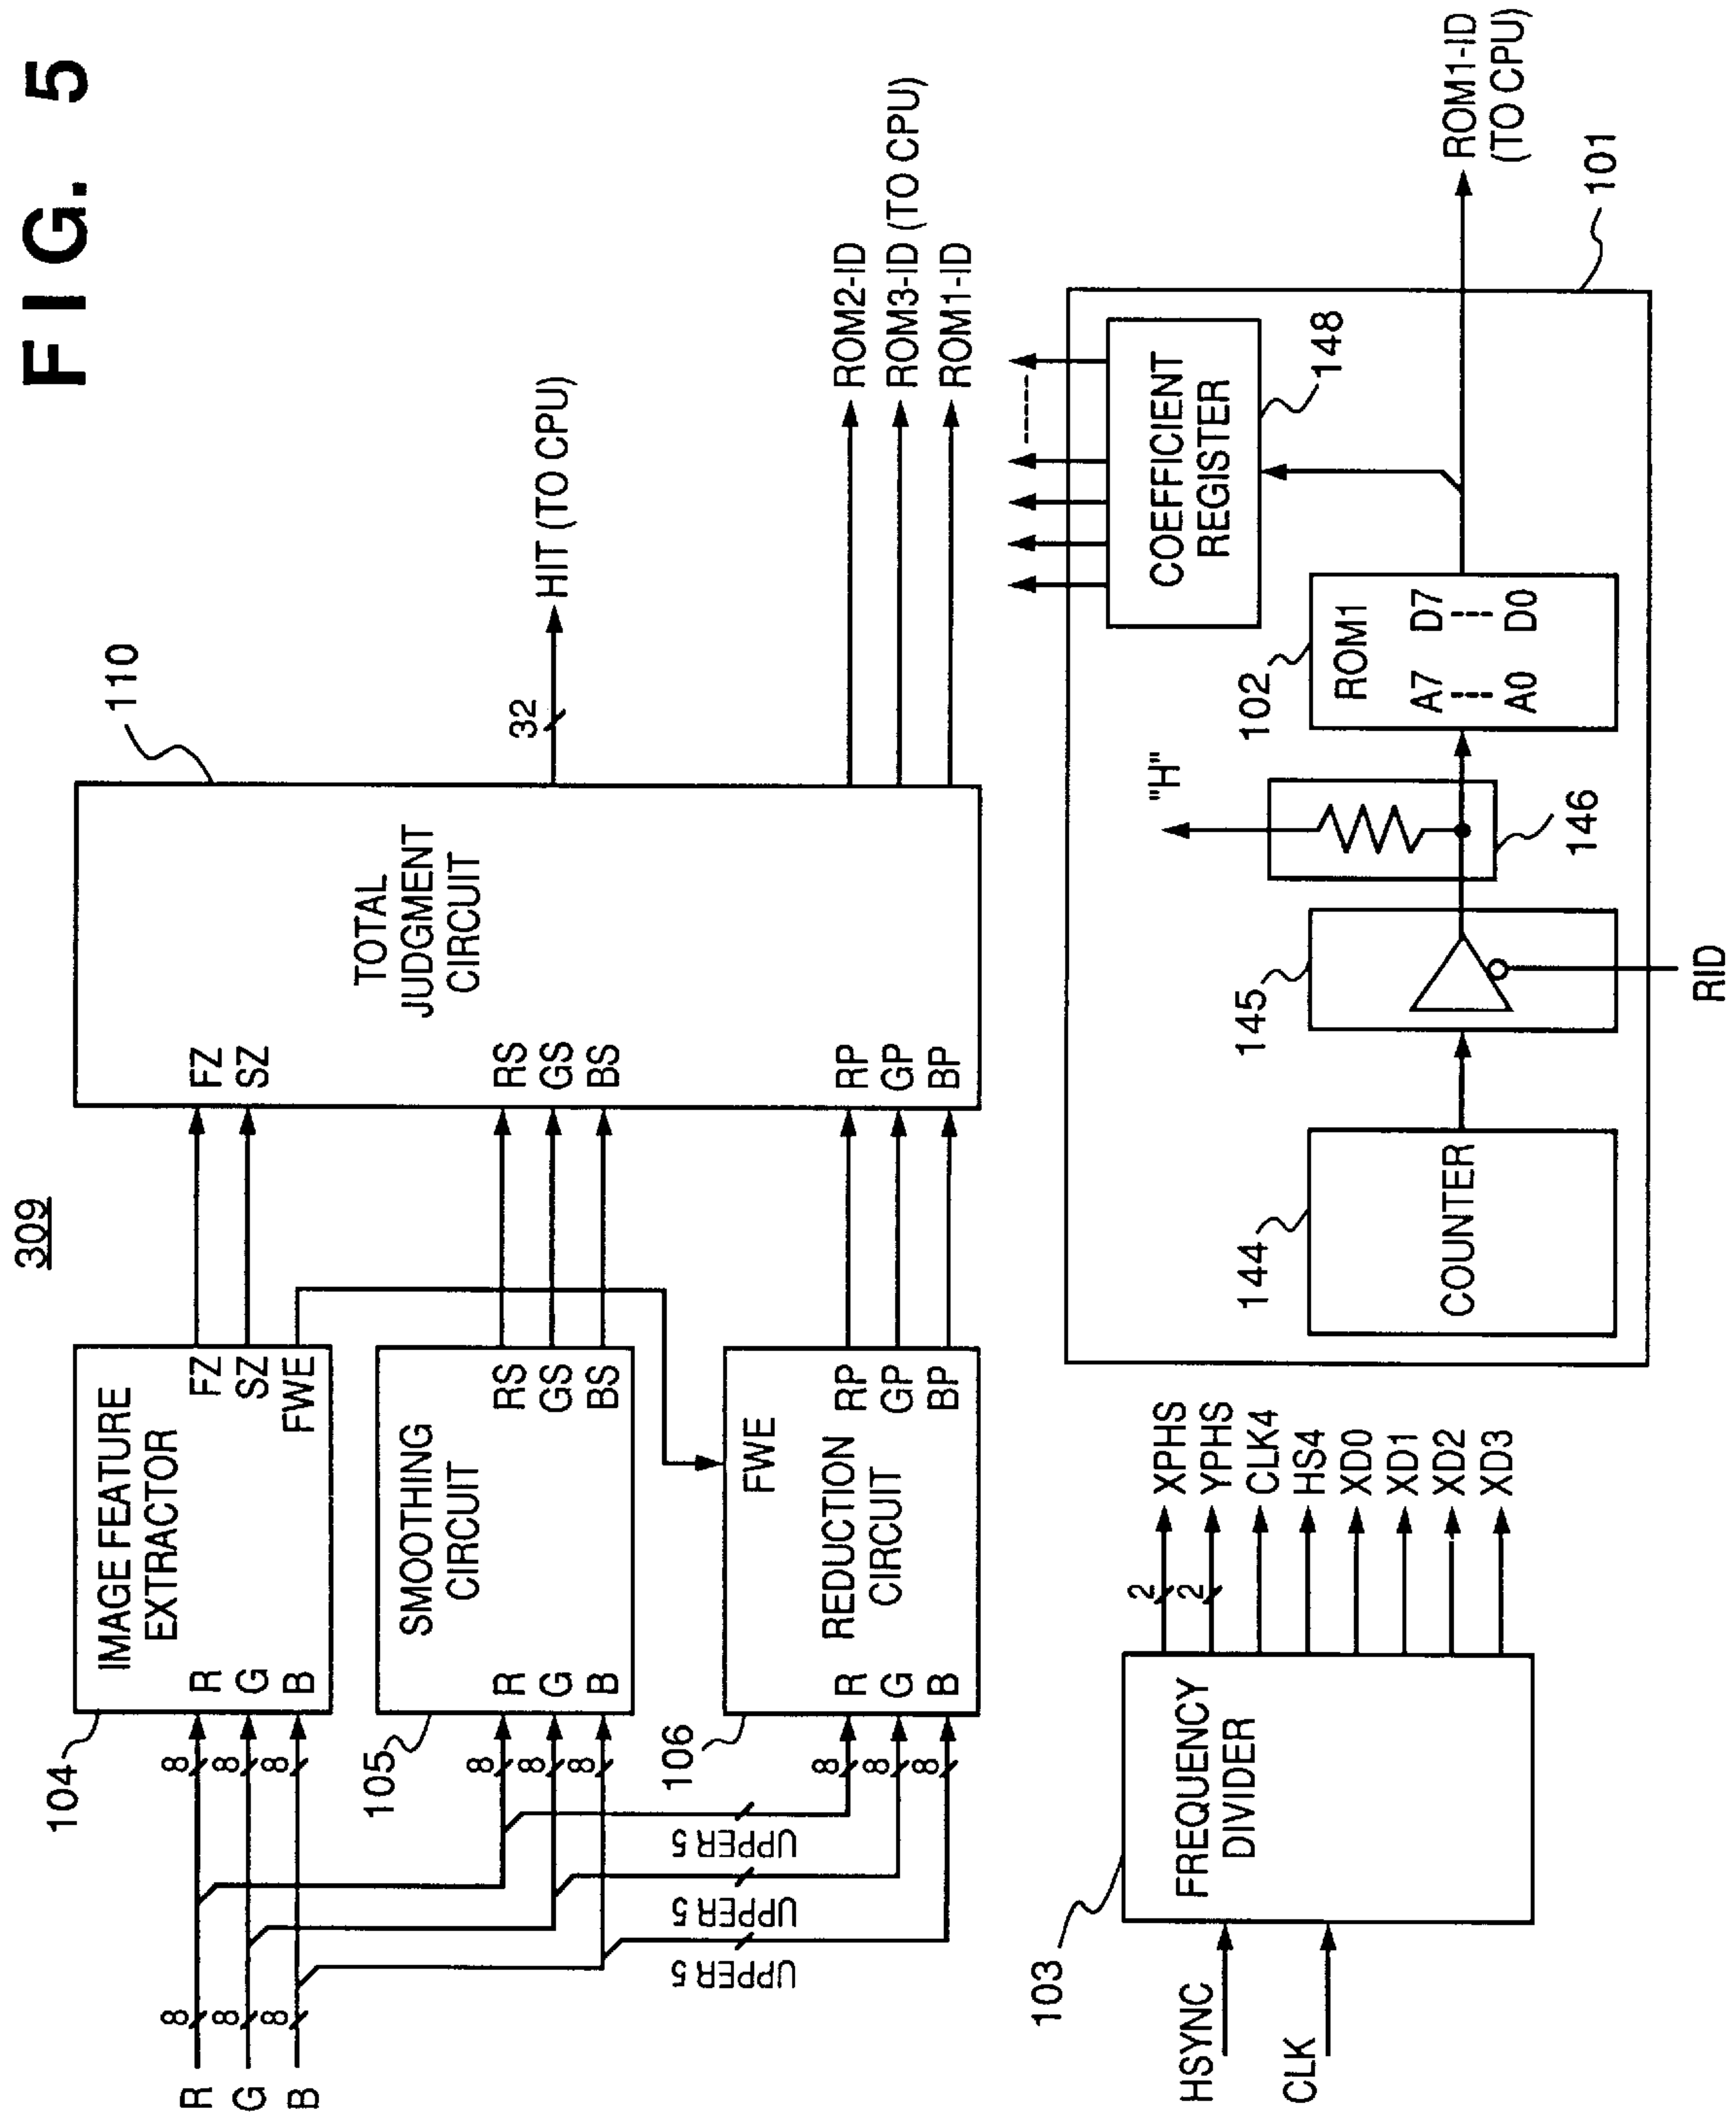 FIG. 5
309
104
IMAGE FEATURE
EXTRACTOR
R
G
B
8
8
8
R
G
B
8
8
8
FZ
SZ
FWE
105
SMOOTHING
CIRCUIT
R
G
B
8
8
8
RS
GS
BS
106
FWE
REDUCTION
CIRCUIT
R
G
B
8
8
8
RP
GP
BP
UPPER 5
UPPER 5
UPPER 5
110
TOTAL
JUDGMENT
CIRCUIT
FZ
SZ
RS
GS
BS
RP
GP
BP
32
HIT (TO CPU)
ROM2-ID
ROM3-ID (TO CPU)
ROM1-ID
103
FREQUENCY
DIVIDER
HSYNC
CLK
2
2
XPHS
YPHS
CLK4
HS4
XD0
XD1
XD2
XD3
101
144
COUNTER
145
RID
146
"H"
102
ROM1
A7 D7
A0 D0
148
COEFFICIENT
REGISTER
ROM1-ID
(TO CPU)